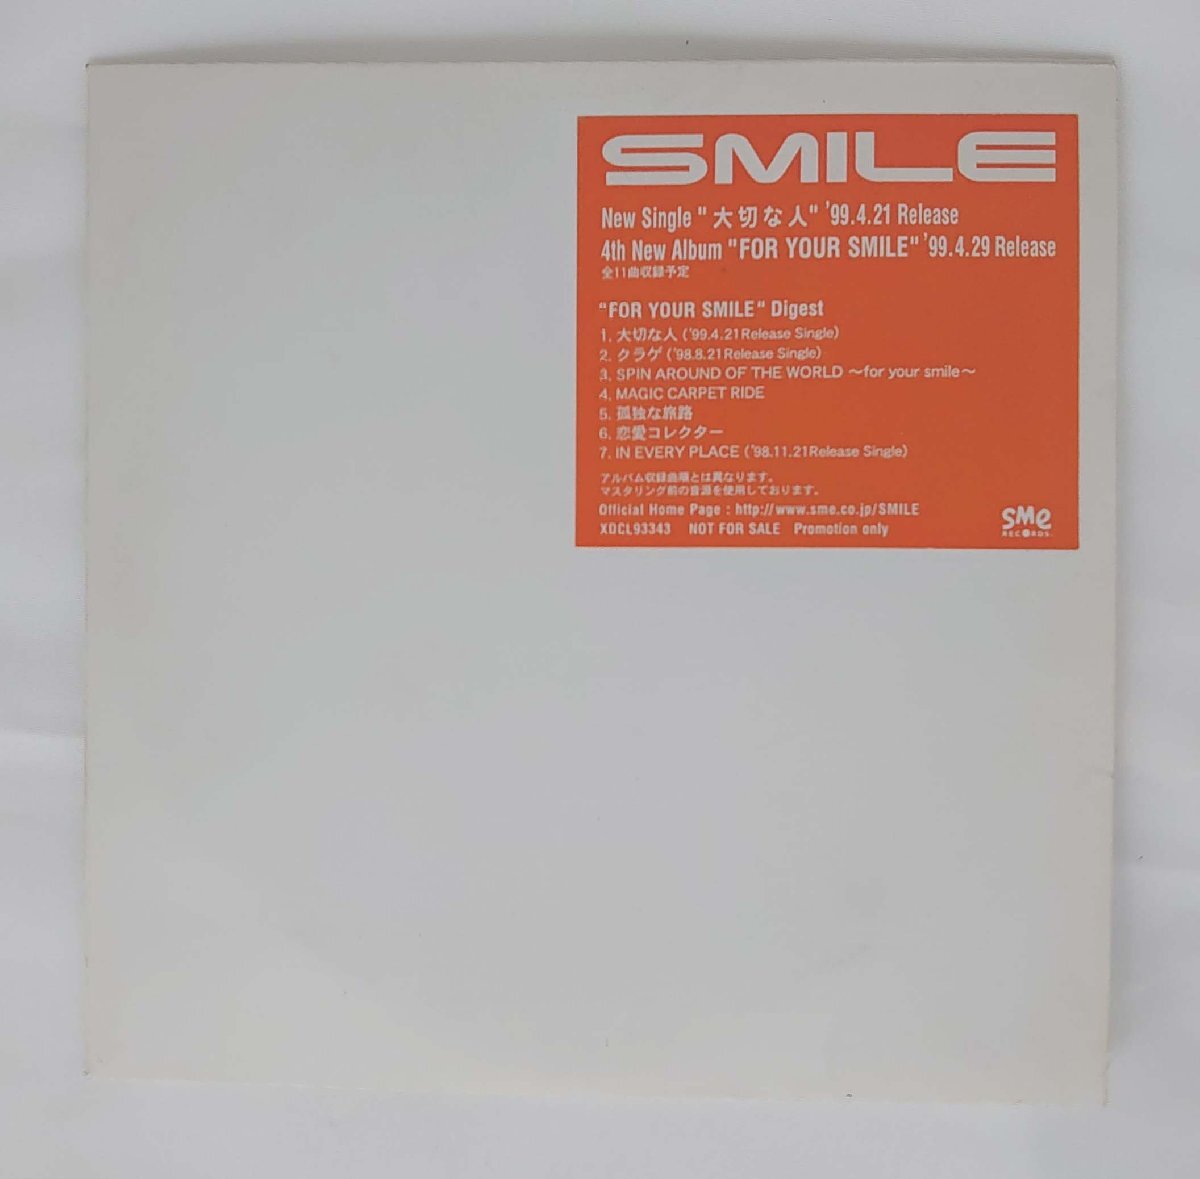 SMILE
New Single "大切な人" '99.4.21 Release
4th New Album "FOR YOUR SMILE" '99.4.29 Release
全11曲収録予定
"FOR YOUR SMILE" Digest
1. 大切な人 ('99.4.21Release Single)
2. クラゲ ('98.8.21Release Single)
3. SPIN AROUND OF THE WORLD 〜for your smile〜
4. MAGIC CARPET RIDE
5. 孤独な旅路
6. 恋愛コレクター
7. IN EVERY PLACE ('98.11.21Release Single)
アルバム収録曲順とは異なります。
マスタリング前の音源を使用しております。
Official Home Page : http://www.sme.co.jp/SMILE
XDCL93343 NOT FOR SALE Promotion only
sme
RECORDS